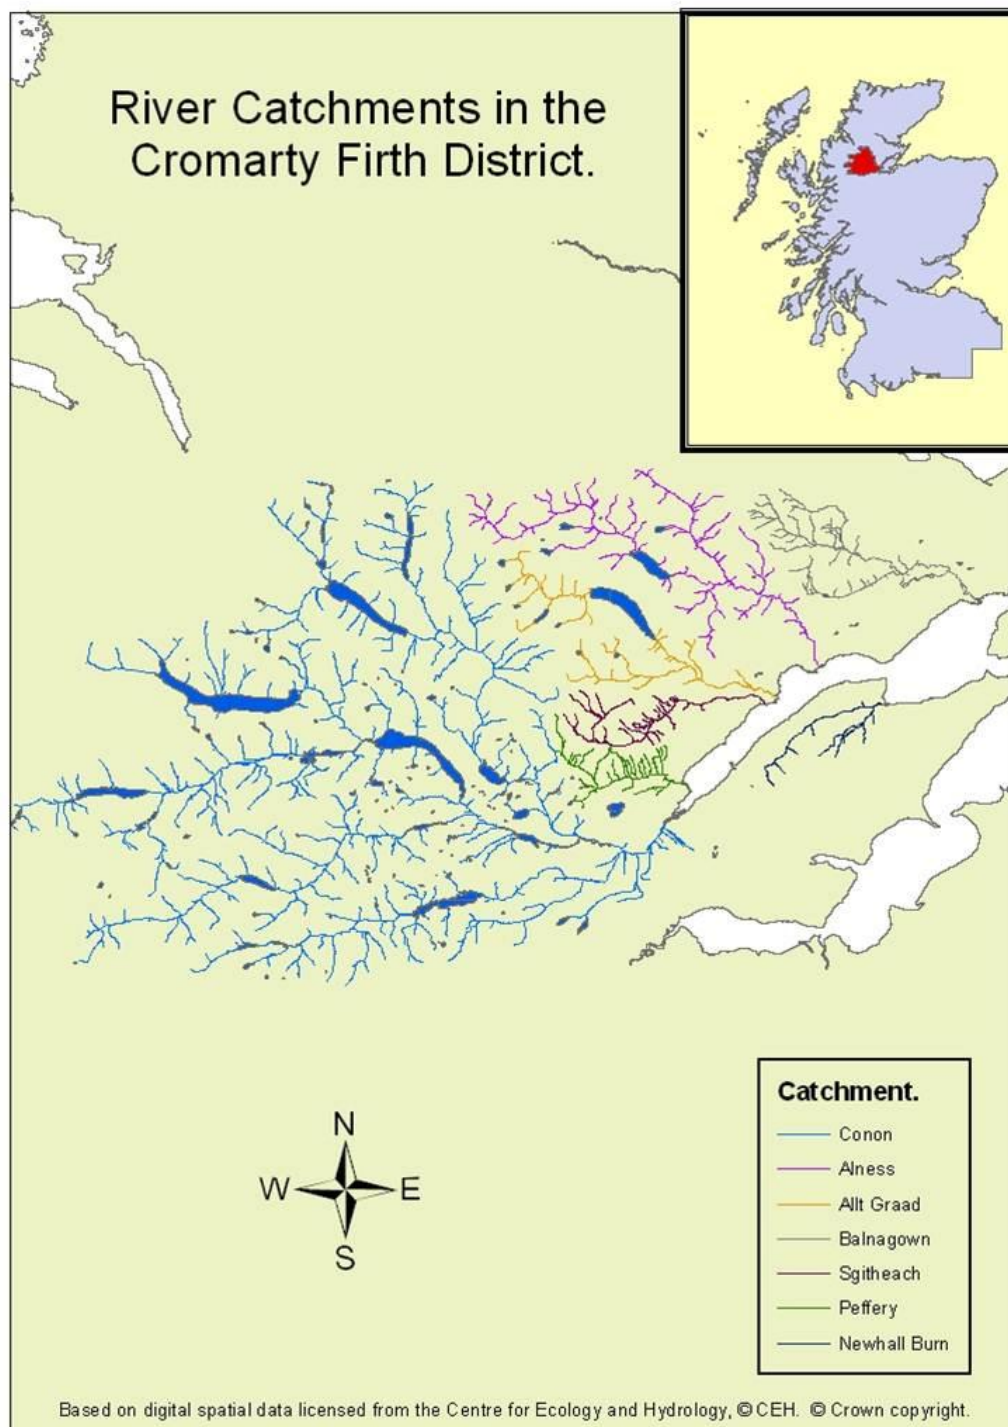 River Catchments in the
Cromarty Firth District.
N
W
E
S
Catchment.
Conon
Alness
Allt Graad
Balnagown
Sgitheach
Peffery
Newhall Burn
Based on digital spatial data licensed from the Centre for Ecology and Hydrology, © CEH. © Crown copyright.